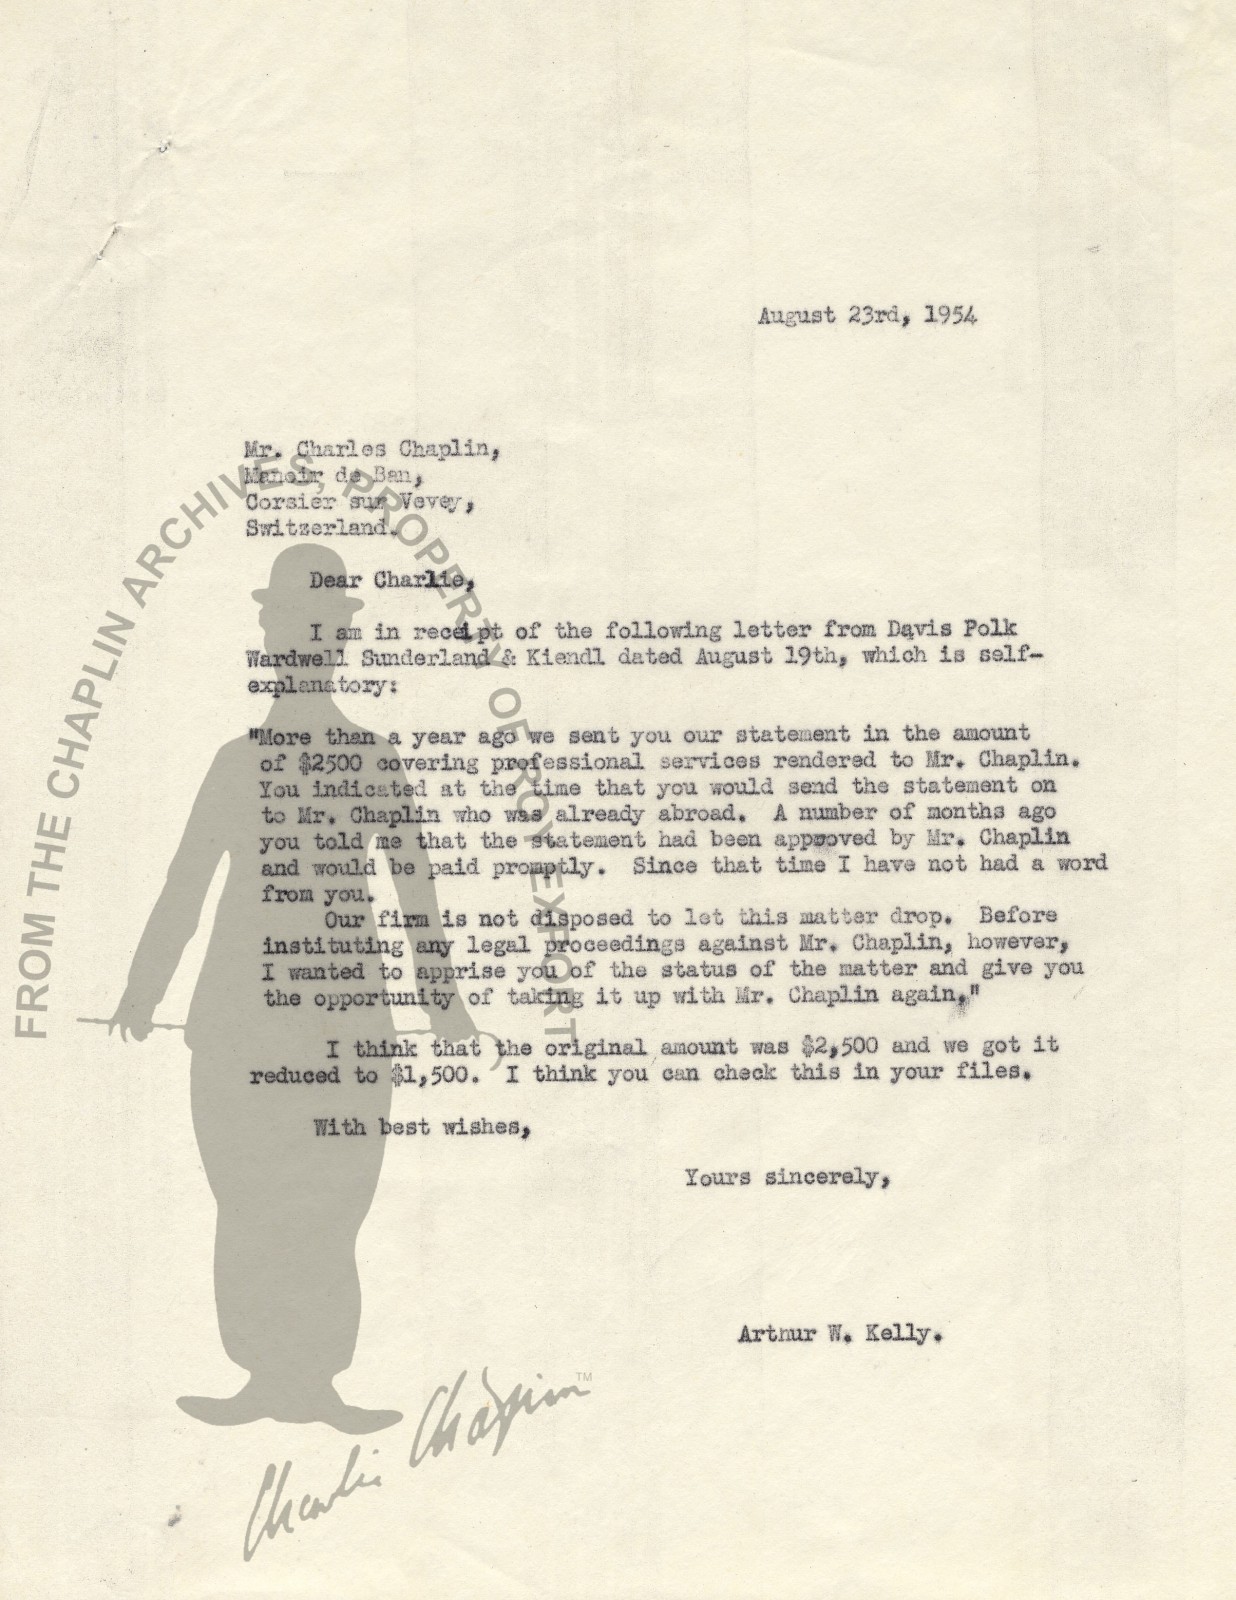 August 23rd, 1954
Mr. Charles Chaplin,
Manoir de Ban,
Corsier sur Vevey,
Switzerland.
Dear Charlie,
I am in receipt of the following letter from Davis Polk
Wardwell Sunderland & Kiendl dated August 19th, which is self-
explanatory:
"More than a year ago we sent you our statement in the amount
of $2500 covering professional services rendered to Mr. Chaplin.
You indicated at the time that you would send the statement on
to Mr. Chaplin who was already abroad. A number of months ago
you told me that the statement had been approved by Mr. Chaplin
and would be paid promptly. Since that time I have not had a word
from you.
Our firm is not disposed to let this matter drop. Before
instituting any legal proceedings against Mr. Chaplin, however,
I wanted to apprise you of the status of the matter and give you
the opportunity of taking it up with Mr. Chaplin again."
I think that the original amount was $2,500 and we got it
reduced to $1,500. I think you can check this in your files.
With best wishes,
Yours sincerely,
Arthur W. Kelly.
FROM THE CHAPLIN ARCHIVES, PROPERTY OF ROY EXPORT
Charlie Chaplin TM